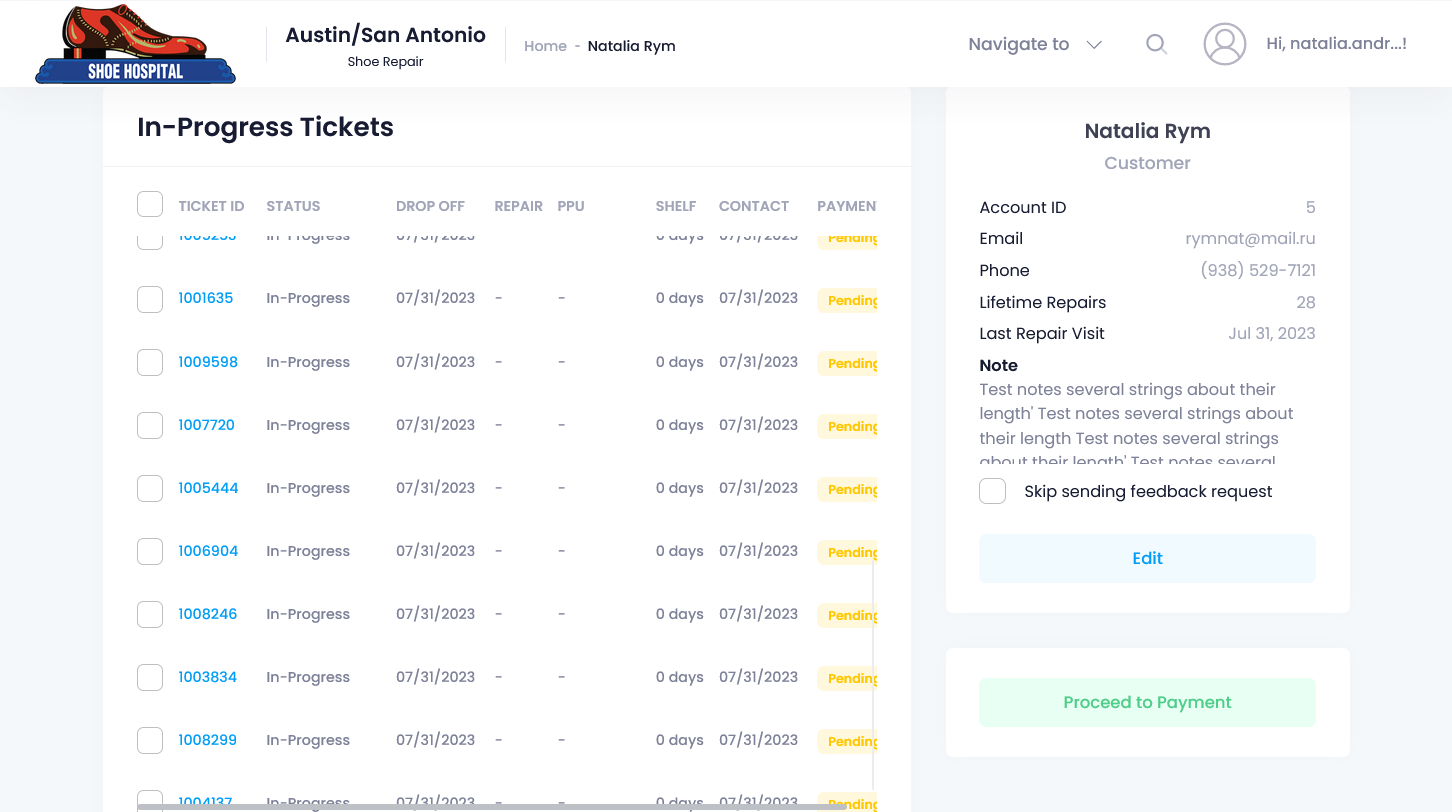 SHOE HOSPITAL
Austin/San Antonio
Shoe Repair
Home - Natalia Rym
Navigate to
Hi, natalia.andr...!
In-Progress Tickets
TICKET ID STATUS DROP OFF REPAIR PPU SHELF CONTACT PAYMEN
In-Progress 07/31/2023 0 days 07/31/2023 Pending
1001635 In-Progress 07/31/2023 - - 0 days 07/31/2023 Pending
1009598 In-Progress 07/31/2023 - - 0 days 07/31/2023 Pending
1007720 In-Progress 07/31/2023 - - 0 days 07/31/2023 Pending
1005444 In-Progress 07/31/2023 - - 0 days 07/31/2023 Pending
1006904 In-Progress 07/31/2023 - - 0 days 07/31/2023 Pending
1008246 In-Progress 07/31/2023 - - 0 days 07/31/2023 Pending
1003834 In-Progress 07/31/2023 - - 0 days 07/31/2023 Pending
1008299 In-Progress 07/31/2023 - - 0 days 07/31/2023 Pending
1004137 In-Progress 07/31/2023 - - 0 days 07/31/2023 Pending
Natalia Rym
Customer
Account ID 5
Email rymnat@mail.ru
Phone (938) 529-7121
Lifetime Repairs 28
Last Repair Visit Jul 31, 2023
Note
Test notes several strings about their
length' Test notes several strings about
their length Test notes several strings
about their length' Test notes several
Skip sending feedback request
Edit
Proceed to Payment